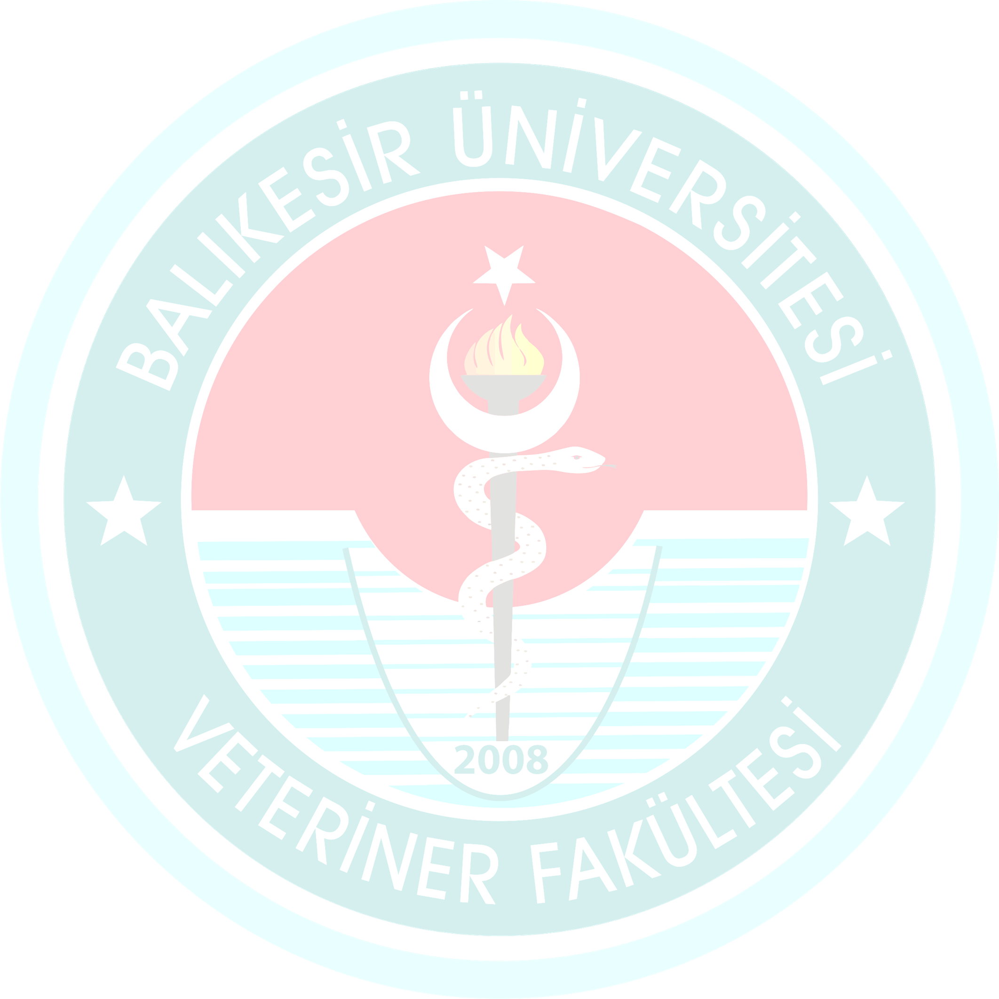 BALIKESİR ÜNİVERSİTESİ
2008
VETERİNER FAKÜLTESİ